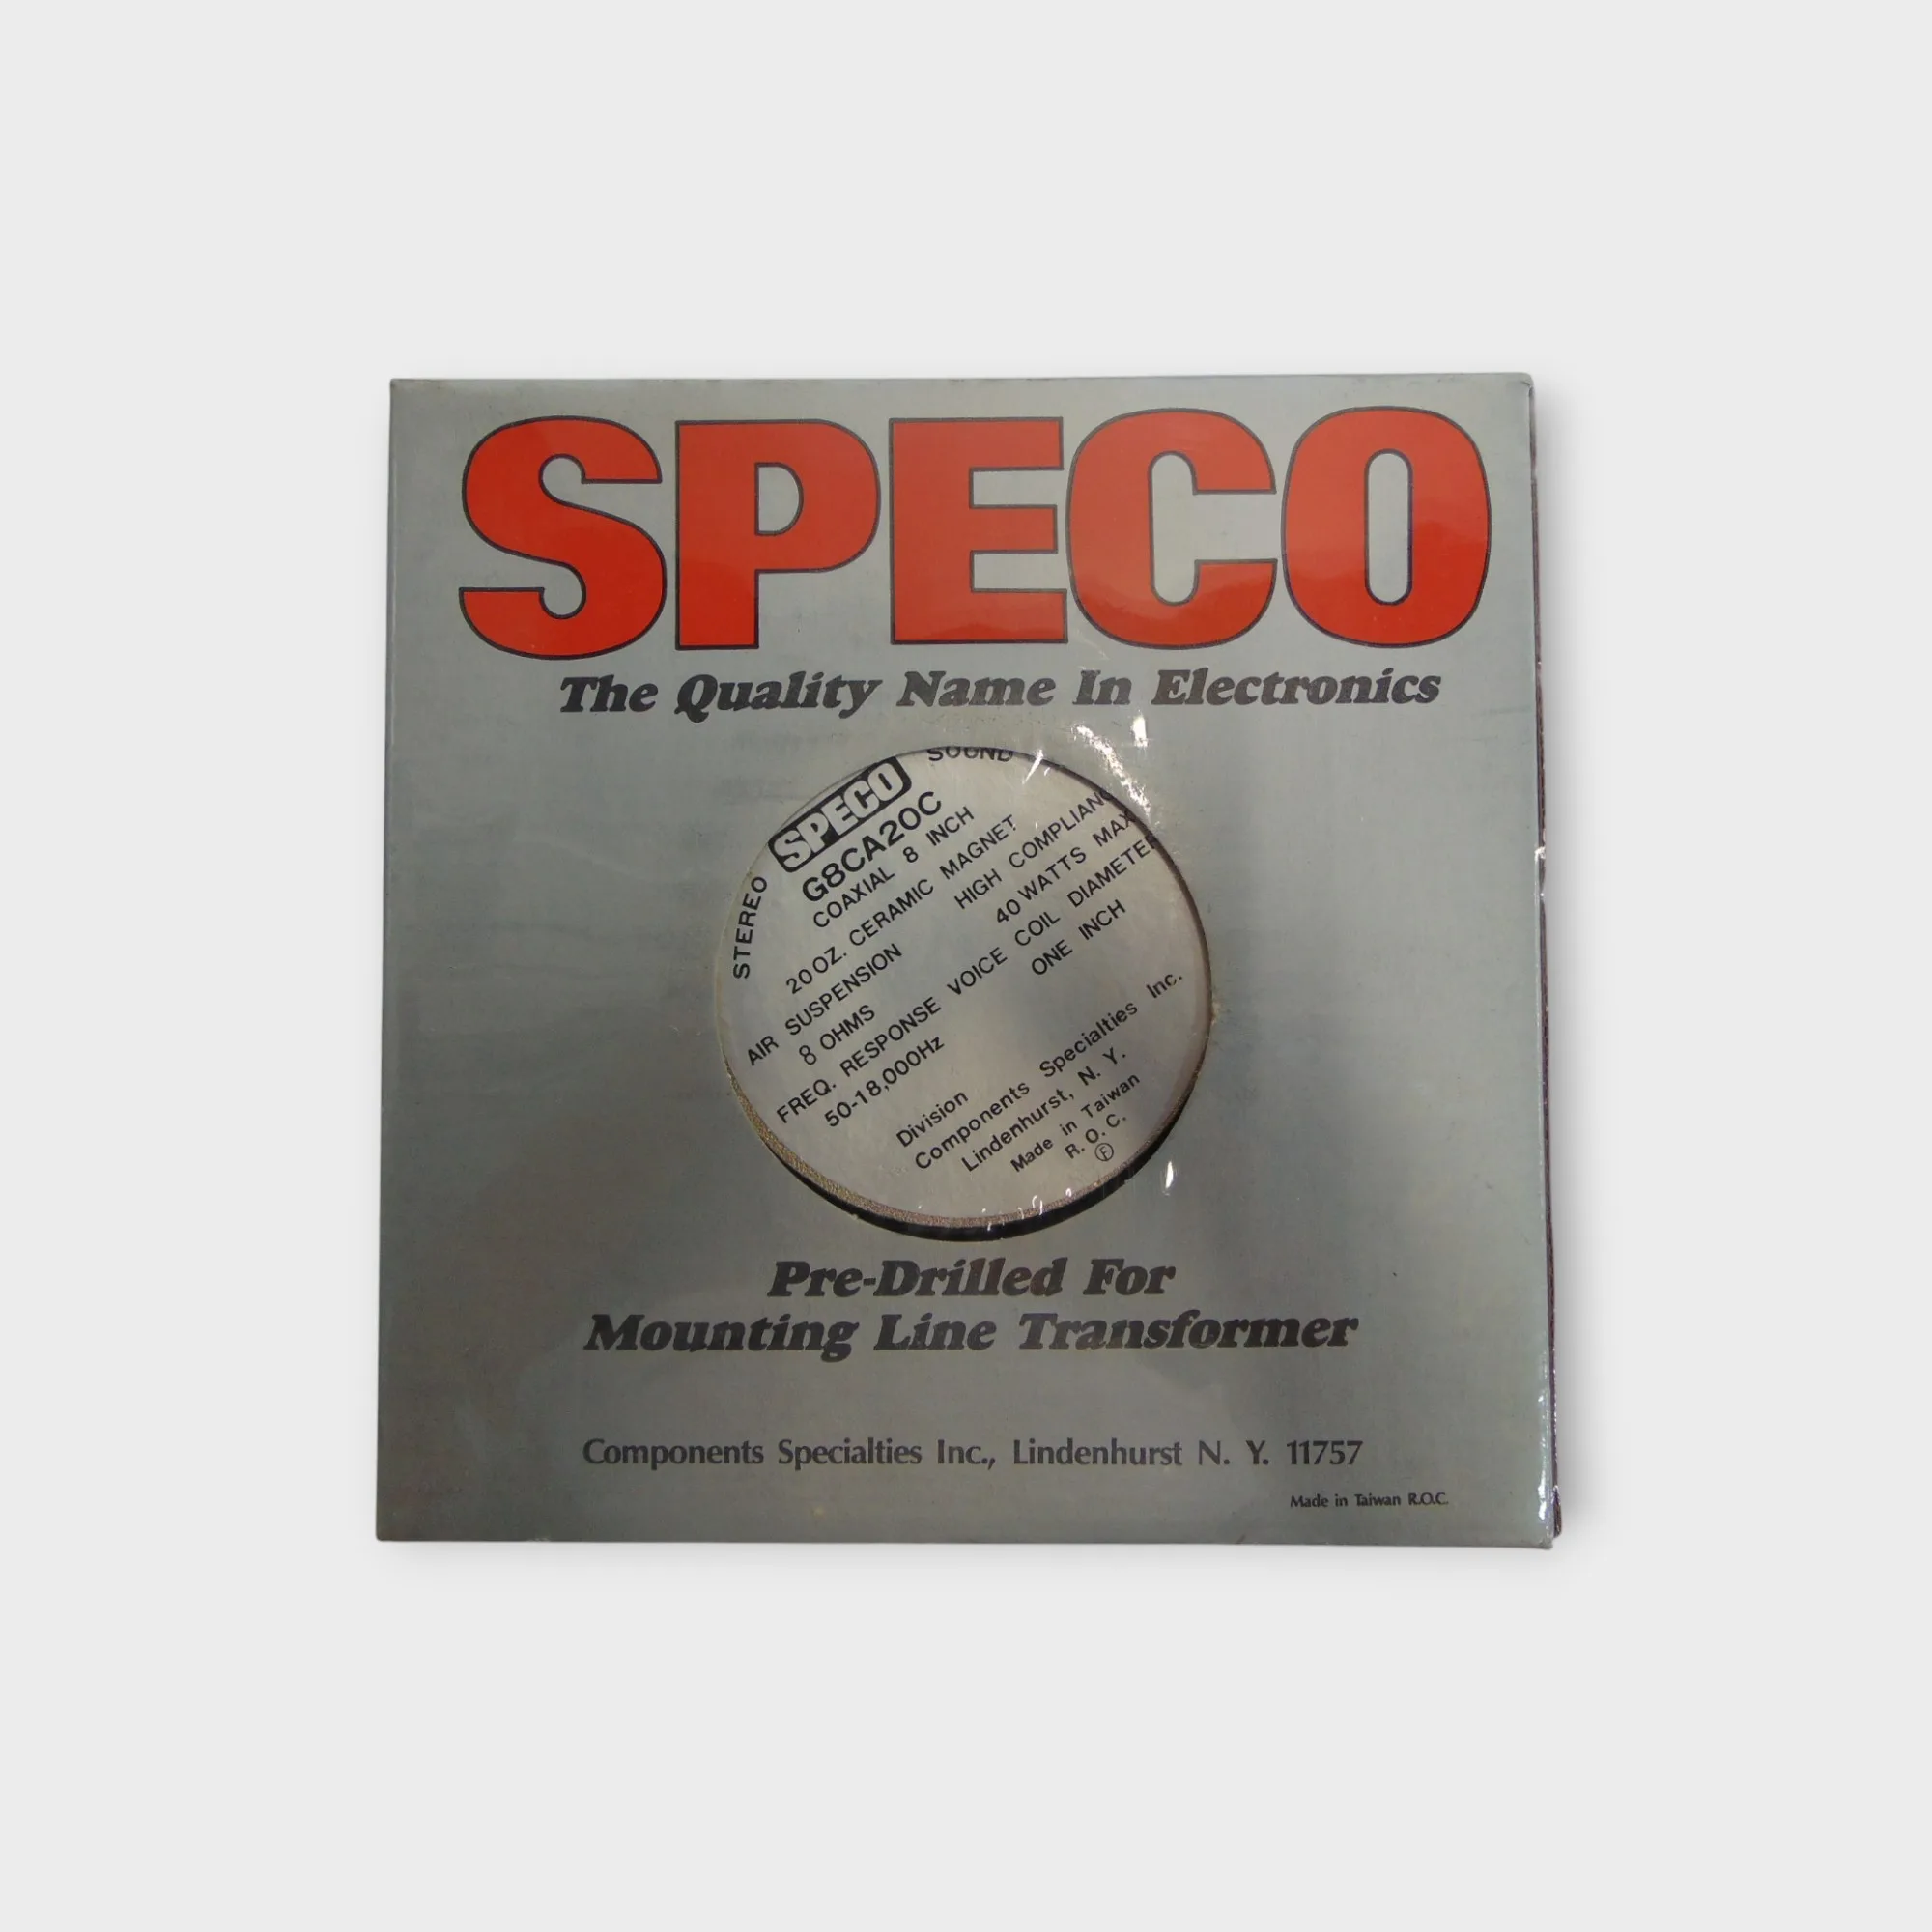 SPECO
The Quality Name In Electronics
STEREO SOUND
SPECO
G8CA20C
COAXIAL 8 INCH
20 OZ. CERAMIC MAGNET
AIR SUSPENSION HIGH
8 OHMS 40 WATTS MAX
FREQ. RESPONSE VOICE COIL DIAMETER
50-18,000Hz ONE INCH
Division
Components Specialties Inc.
Lindenhurst, N. Y.
Made in Taiwan
R. O. C.
F
Pre-Drilled For
Mounting Line Transformer
Components Specialties Inc., Lindenhurst N. Y. 11757
Made in Taiwan R.O.C.